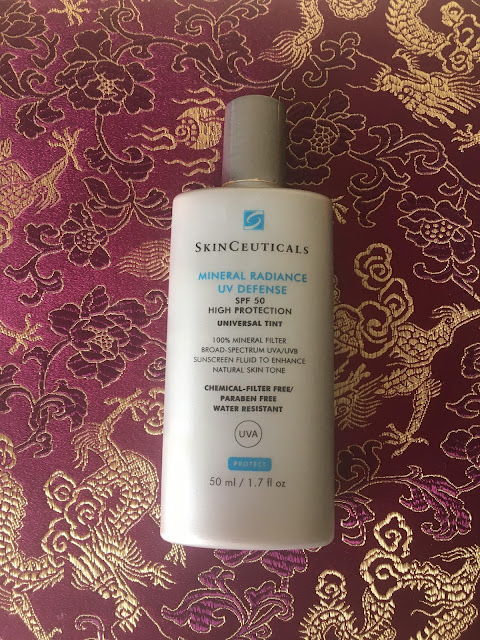 SKINCEUTICALS
MINERAL RADIANCE
UV DEFENSE
SPF 50
HIGH PROTECTION
UNIVERSAL TINT
100% MINERAL FILTER
BROAD-SPECTRUM UVA/UVB
SUNSCREEN FLUID TO ENHANCE
NATURAL SKIN TONE
CHEMICAL-FILTER FREE/
PARABEN FREE
WATER RESISTANT
UVA
PROTECT
50 ml / 1.7 fl oz